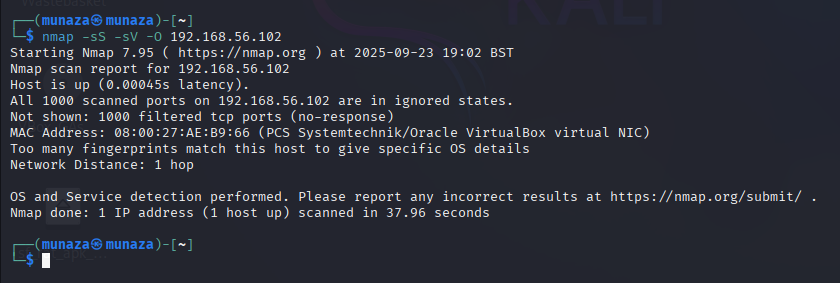 Wastebasket
┌──(munaza㉿munaza)-[~]
└─$ nmap -sS -sV -O 192.168.56.102
Starting Nmap 7.95 ( https://nmap.org ) at 2025-09-23 19:02 BST
Nmap scan report for 192.168.56.102
Host is up (0.00045s latency).
All 1000 scanned ports on 192.168.56.102 are in ignored states.
Not shown: 1000 filtered tcp ports (no-response)
MAC Address: 08:00:27:AE:B9:66 (PCS Systemtechnik/Oracle VirtualBox virtual NIC)
Too many fingerprints match this host to give specific OS details
Network Distance: 1 hop
OS and Service detection performed. Please report any incorrect results at https://nmap.org/submit/ .
Nmap done: 1 IP address (1 host up) scanned in 37.96 seconds
┌──(munaza㉿munaza)-[~]
└─$